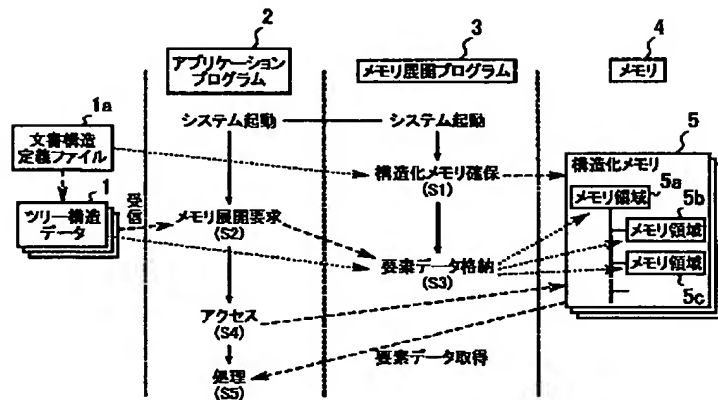 2
3
4
アプリケーション
プログラム
メモリ展開プログラム
メモリ
1a
文書構造
定義ファイル
システム起動
システム起動
5
構造化メモリ
構造化メモリ確保
(S1)
5a
メモリ領域
1
ツリー構造
データ
受信
メモリ展開要求
(S2)
5b
メモリ領域
要素データ格納
(S3)
メモリ領域
5c
アクセス
(S4)
要素データ取得
処理
(S5)